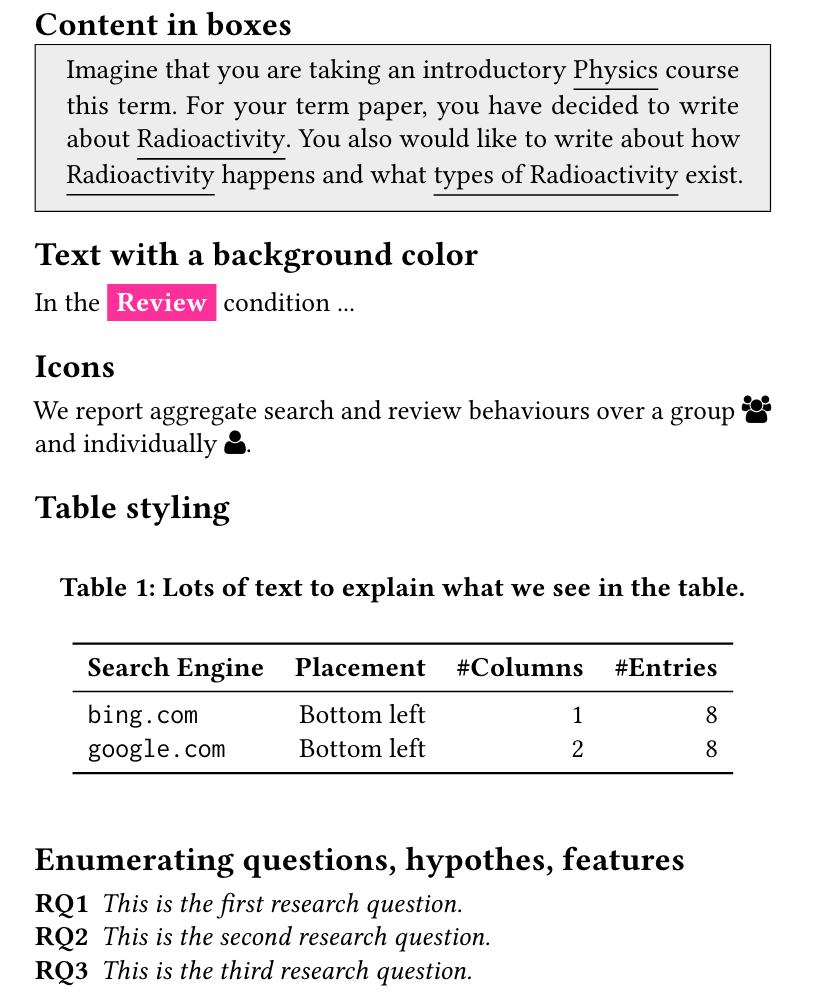 Content in boxes
Imagine that you are taking an introductory Physics course
this term. For your term paper, you have decided to write
about Radioactivity. You also would like to write about how
Radioactivity happens and what types of Radioactivity exist.
Text with a background color
In the Review condition ...
Icons
We report aggregate search and review behaviours over a group
and individually .
Table styling
Table 1: Lots of text to explain what we see in the table.
Search Engine Placement #Columns #Entries
bing.com Bottom left 1 8
google.com Bottom left 2 8
Enumerating questions, hypothes, features
RQ1 This is the first research question.
RQ2 This is the second research question.
RQ3 This is the third research question.